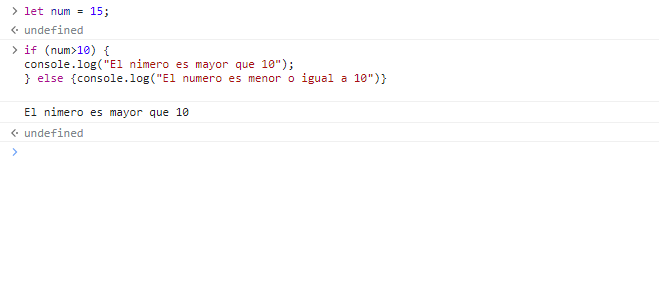 let num = 15;
undefined
if (num>10) {
console.log("El nimero es mayor que 10");
} else {console.log("El numero es menor o igual a 10")}
El nimero es mayor que 10
undefined